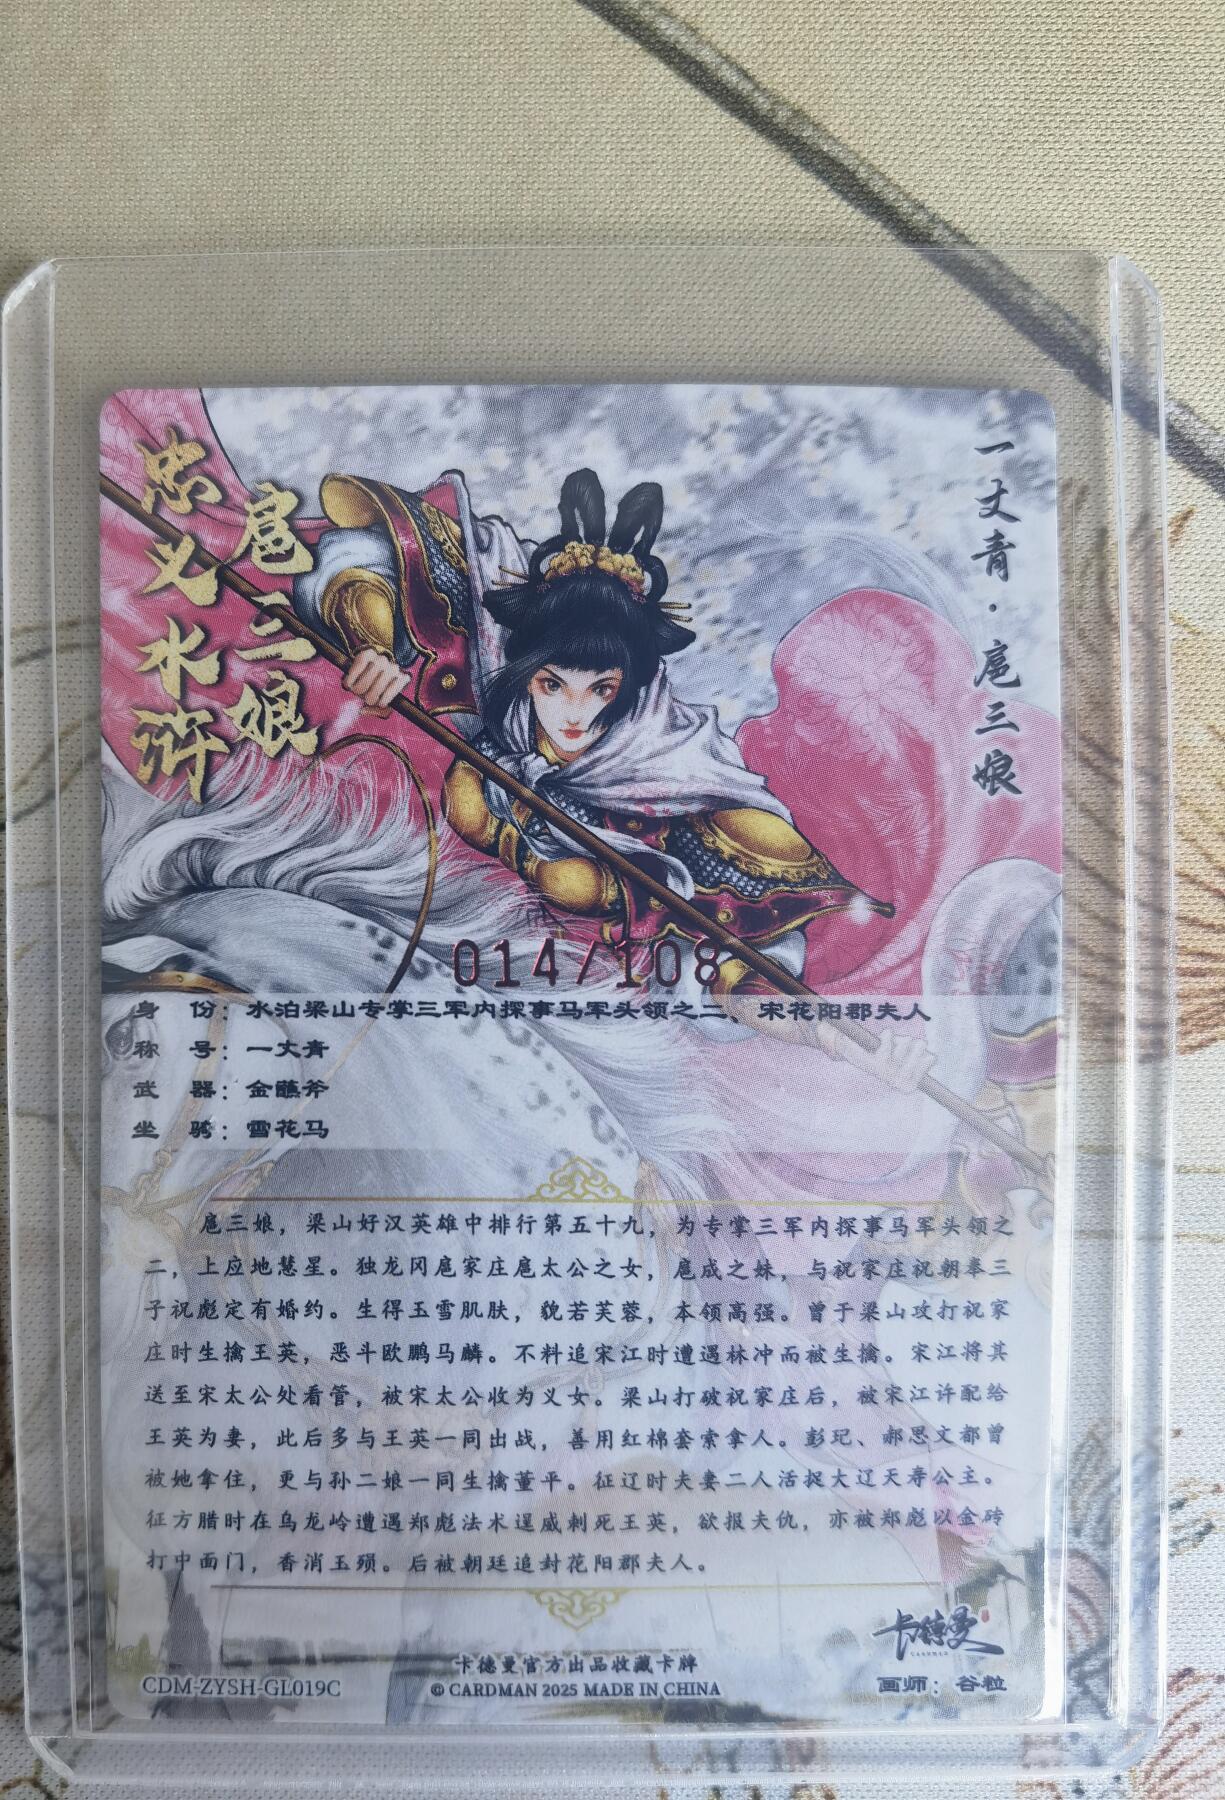 忠义水浒
扈三娘
一丈青·扈三娘
014/108
身 份：水泊梁山专掌三军内探事马军头领之二、宋花阳郡夫人
称 号：一丈青
武 器：金蘸斧
坐 骑：雪花马
扈三娘，梁山好汉英雄中排行第五十九，为专掌三军内探事马军头领之
二，上应地慧星。独龙冈扈家庄扈太公之女，扈成之妹，与祝家庄祝朝奉三
子祝彪定有婚约。生得玉雪肌肤，貌若芙蓉，本领高强。曾于梁山攻打祝家
庄时生擒王英，恶斗欧鹏马麟。不料追宋江时遭遇林冲而被生擒。宋江将其
送至宋太公处看管，被宋太公收为义女。梁山打破祝家庄后，被宋江许配给
王英为妻，此后多与王英一同出战，善用红棉套索拿人。彭玘、郝思文都曾
被她拿住，更与孙二娘一同生擒董平。征辽时夫妻二人活捉大辽天寿公主。
征方腊时在乌龙岭遭遇郑彪法术逞威刺死王英，欲报夫仇，亦被郑彪以金砖
打中面门，香消玉殒。后被朝廷追封花阳郡夫人。
卡德曼
CARDMAN
卡德曼官方出品收藏卡牌
CDM-ZYSH-GL019C
© CARDMAN 2025 MADE IN CHINA
画师：谷粒